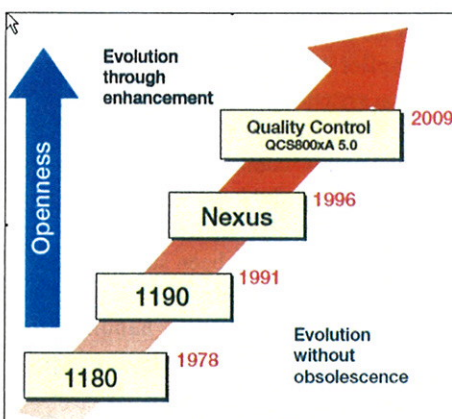 Evolution
through
enhancement
Openness
Quality Control
QCS800xA 5.0
2009
Nexus
1996
1190
1991
1180
1978
Evolution
without
obsolescence